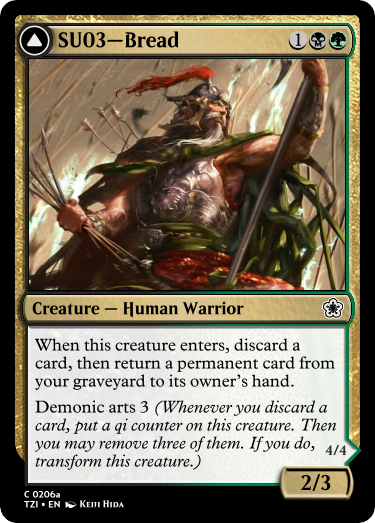 SU03—Bread
1
Creature — Human Warrior
When this creature enters, discard a
card, then return a permanent card from
your graveyard to its owner's hand.
Demonic arts 3 (Whenever you discard a
card, put a qi counter on this creature. Then
you may remove three of them. If you do,
transform this creature.)
4/4
2/3
C 0206a
TZI • EN Keiji Hida